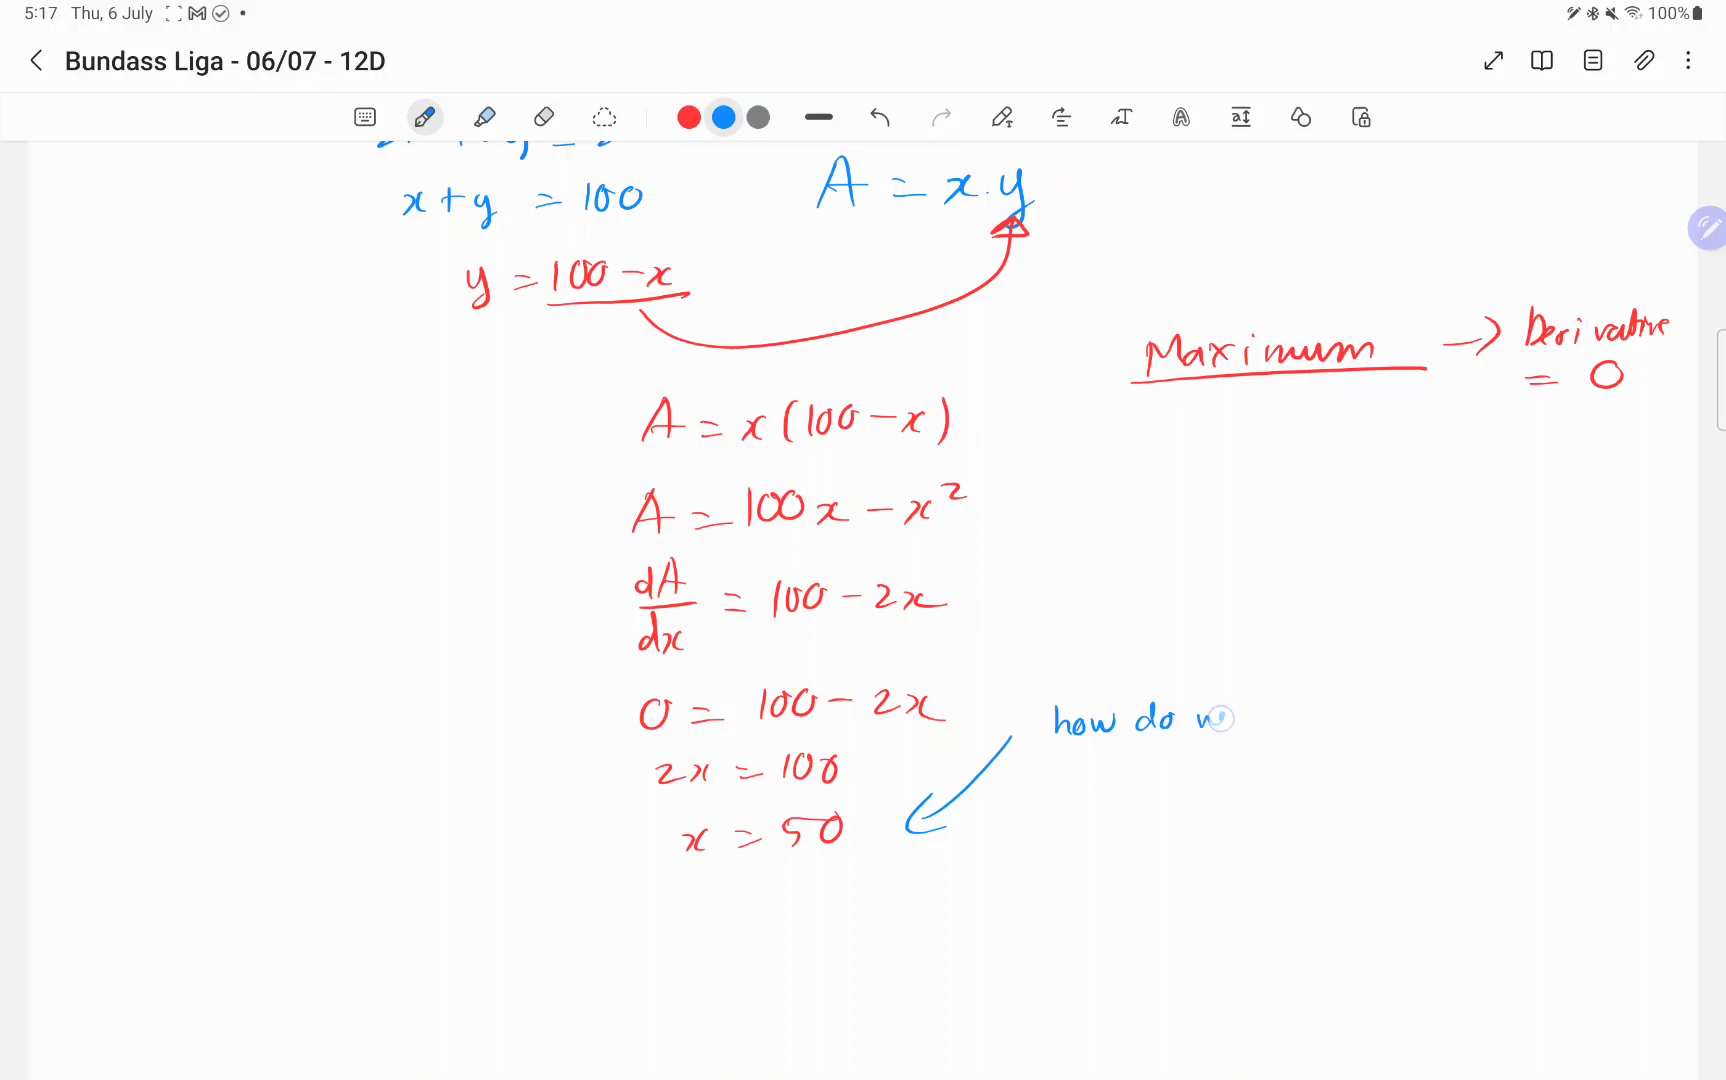 5:17 Thu, 6 July 100%
Bundass Liga - 06/07 - 12D
x + y = 100
A = x.y
y = 100 - x
Maximum → Derivative
= 0
A = x(100 - x)
A = 100x - x²
dA/dx = 100 - 2x
0 = 100 - 2x
how do
2x = 100
x = 50